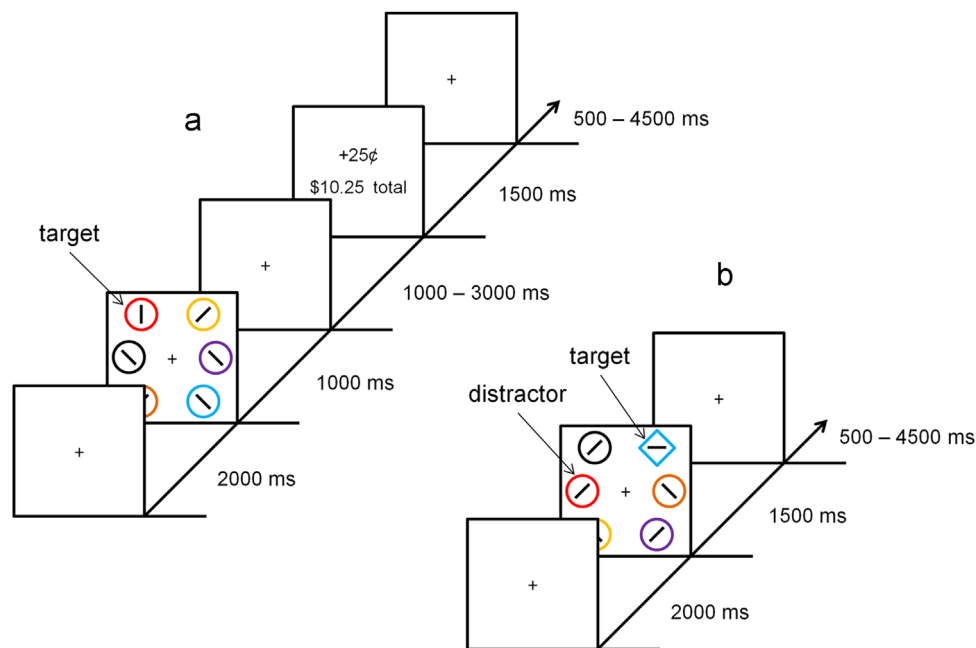 a
+
500 – 4500 ms
+25¢
$10.25 total
1500 ms
target
+
1000 – 3000 ms
+
1000 ms
+
2000 ms
b
target
distractor
+
500 – 4500 ms
+
1500 ms
+
2000 ms